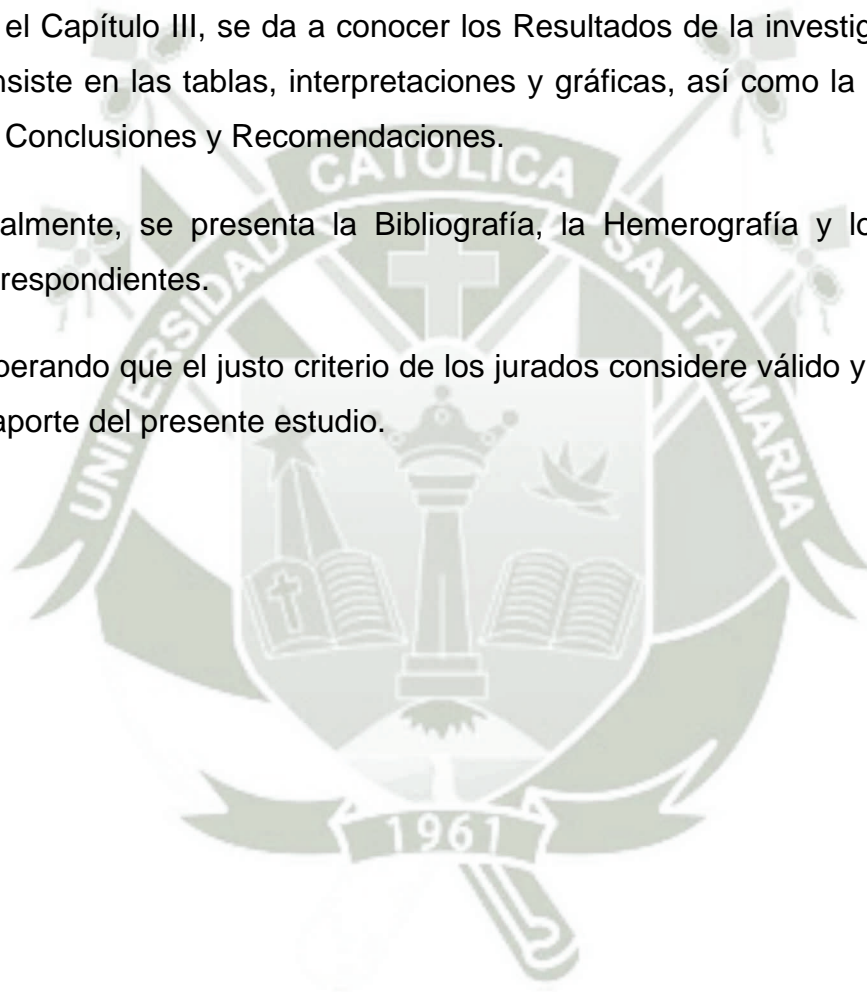 el Capítulo III, se da a conocer los Resultados de la investig
nsiste en las tablas, interpretaciones y gráficas, así como la
Conclusiones y Recomendaciones.
almente, se presenta la Bibliografía, la Hemerografía y lo
respondientes.
perando que el justo criterio de los jurados considere válido y
aporte del presente estudio.
UNIVERSIDAD CATOLICA SANTA MARIA
1961